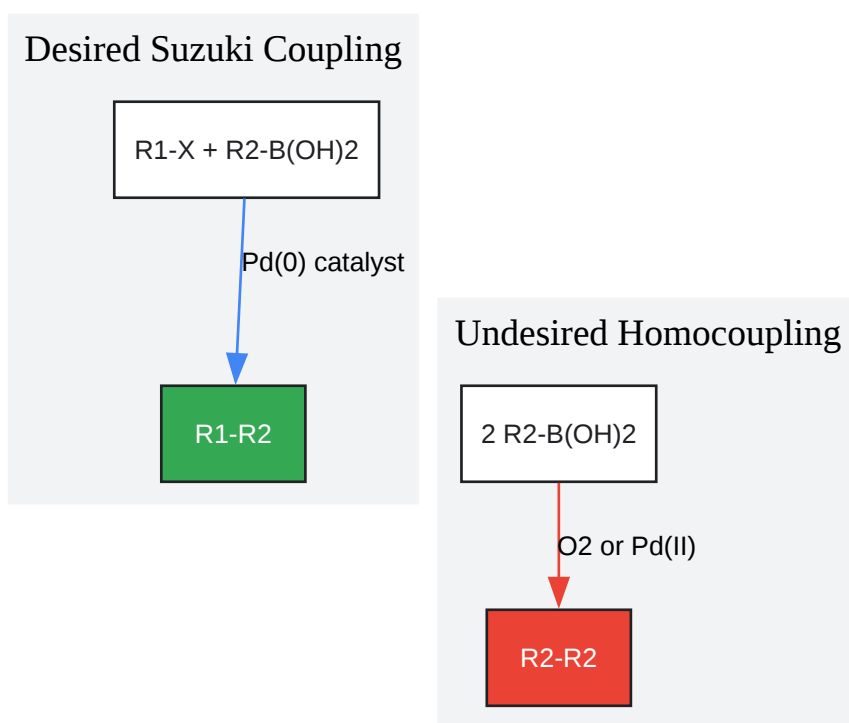 Desired Suzuki Coupling
R1-X + R2-B(OH)2
Pd(0) catalyst
R1-R2
Undesired Homocoupling
2 R2-B(OH)2
O2 or Pd(II)
R2-R2